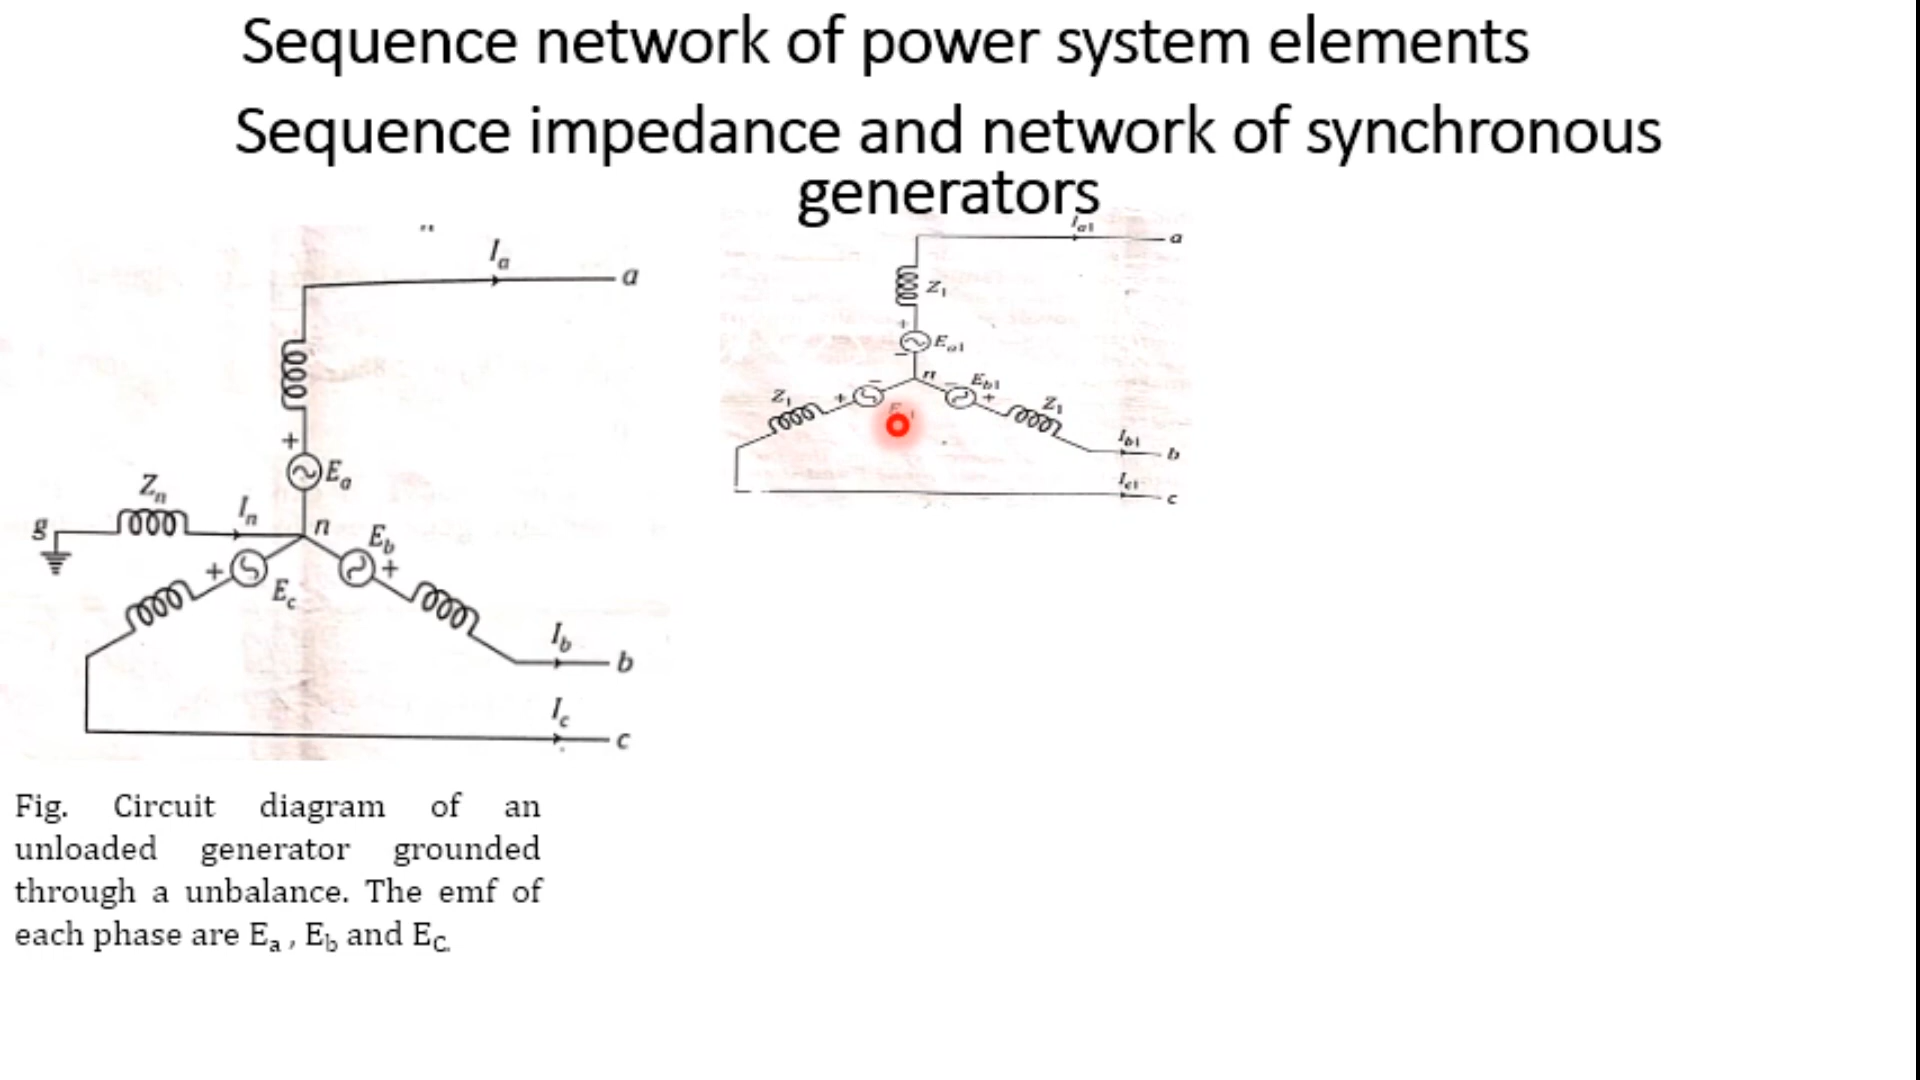 Sequence network of power system elements
Sequence impedance and network of synchronous
generators
Ia
a
Ea
Zn
In
g
n
Eb
Ec
Ib
b
Ic
c
Ia1
a
Z1
Ea1
n
Eb1
Z1
Z1
Ib1
b
Ic1
c
Fig. Circuit diagram of an
unloaded generator grounded
through a unbalance. The emf of
each phase are Ea , Eb and EC.